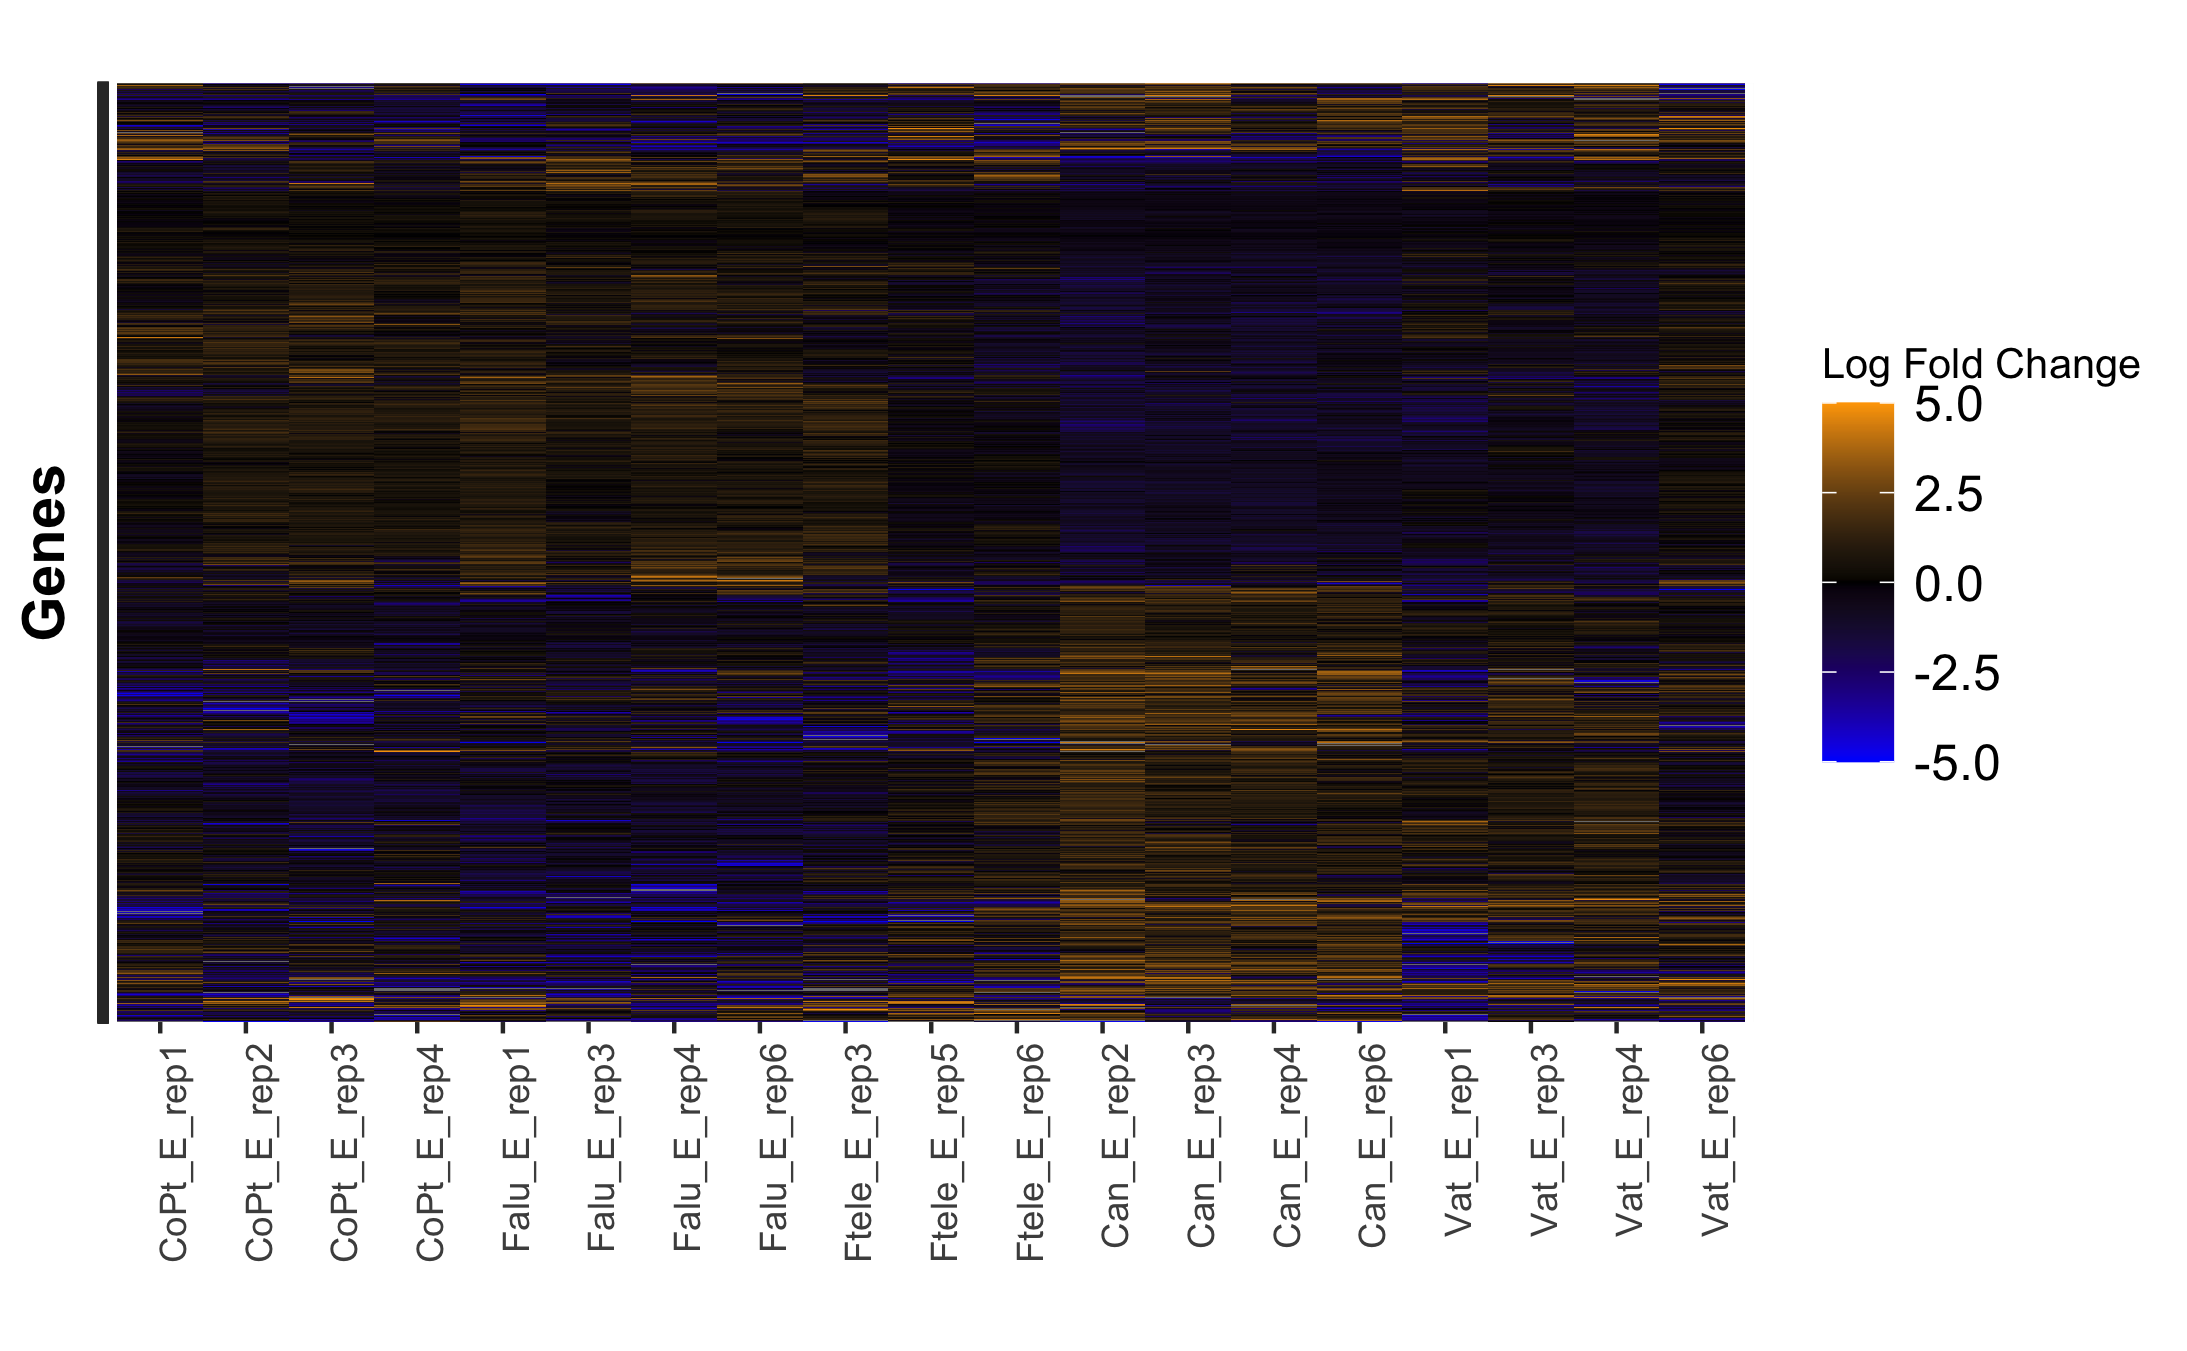 Genes
Log Fold Change
5.0
2.5
0.0
-2.5
-5.0
CoPt_E_rep1
CoPt_E_rep2
CoPt_E_rep3
CoPt_E_rep4
Falu_E_rep1
Falu_E_rep3
Falu_E_rep4
Falu_E_rep6
Ftele_E_rep3
Ftele_E_rep5
Ftele_E_rep6
Can_E_rep2
Can_E_rep3
Can_E_rep4
Can_E_rep6
Vat_E_rep1
Vat_E_rep3
Vat_E_rep4
Vat_E_rep6